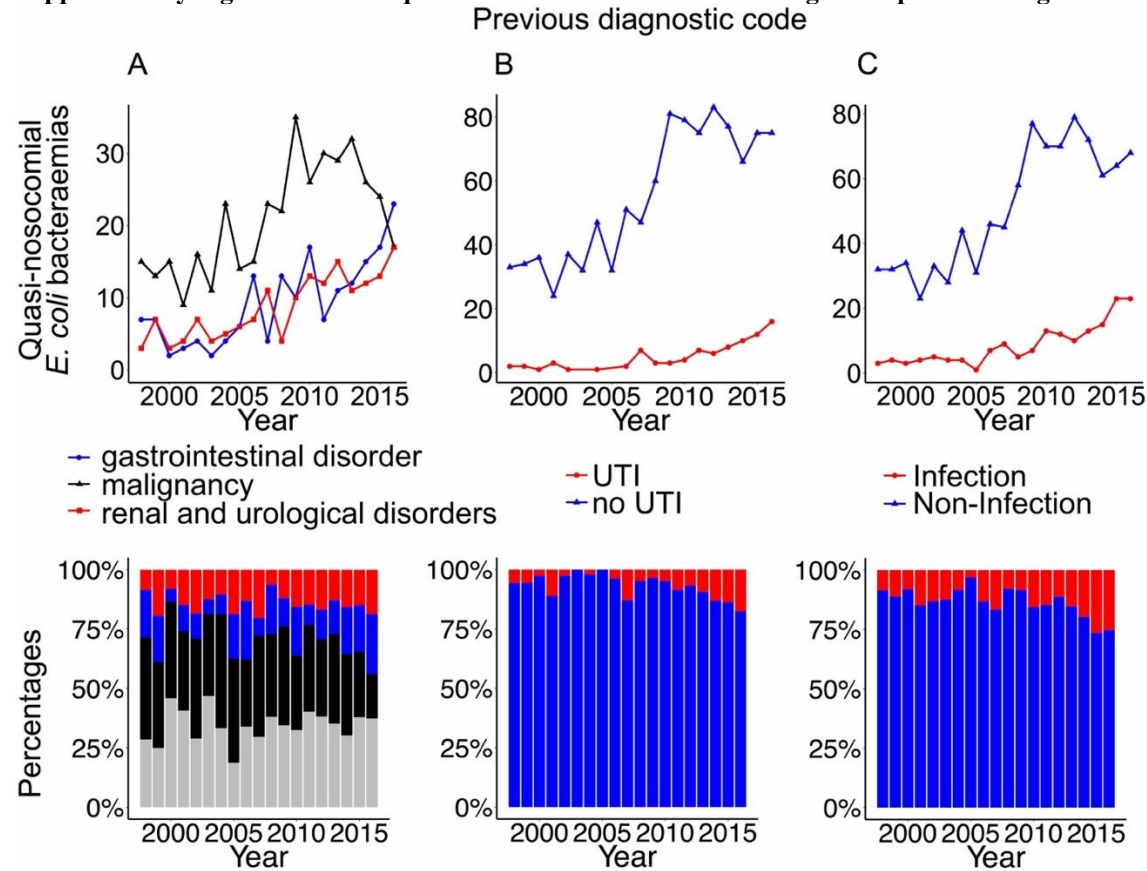 Previous diagnostic code
A
B
C
Quasi-nosocomial
E. coli bacteraemias
30
20
10
0
2000 2005 2010 2015
Year
80
60
40
20
0
2000 2005 2010 2015
Year
80
60
40
20
0
2000 2005 2010 2015
Year
gastrointestinal disorder
malignancy
renal and urological disorders
UTI
no UTI
Infection
Non-Infection
Percentages
100%
75%
50%
25%
0%
2000 2005 2010 2015
Year
100%
75%
50%
25%
0%
2000 2005 2010 2015
Year
100%
75%
50%
25%
0%
2000 2005 2010 2015
Year